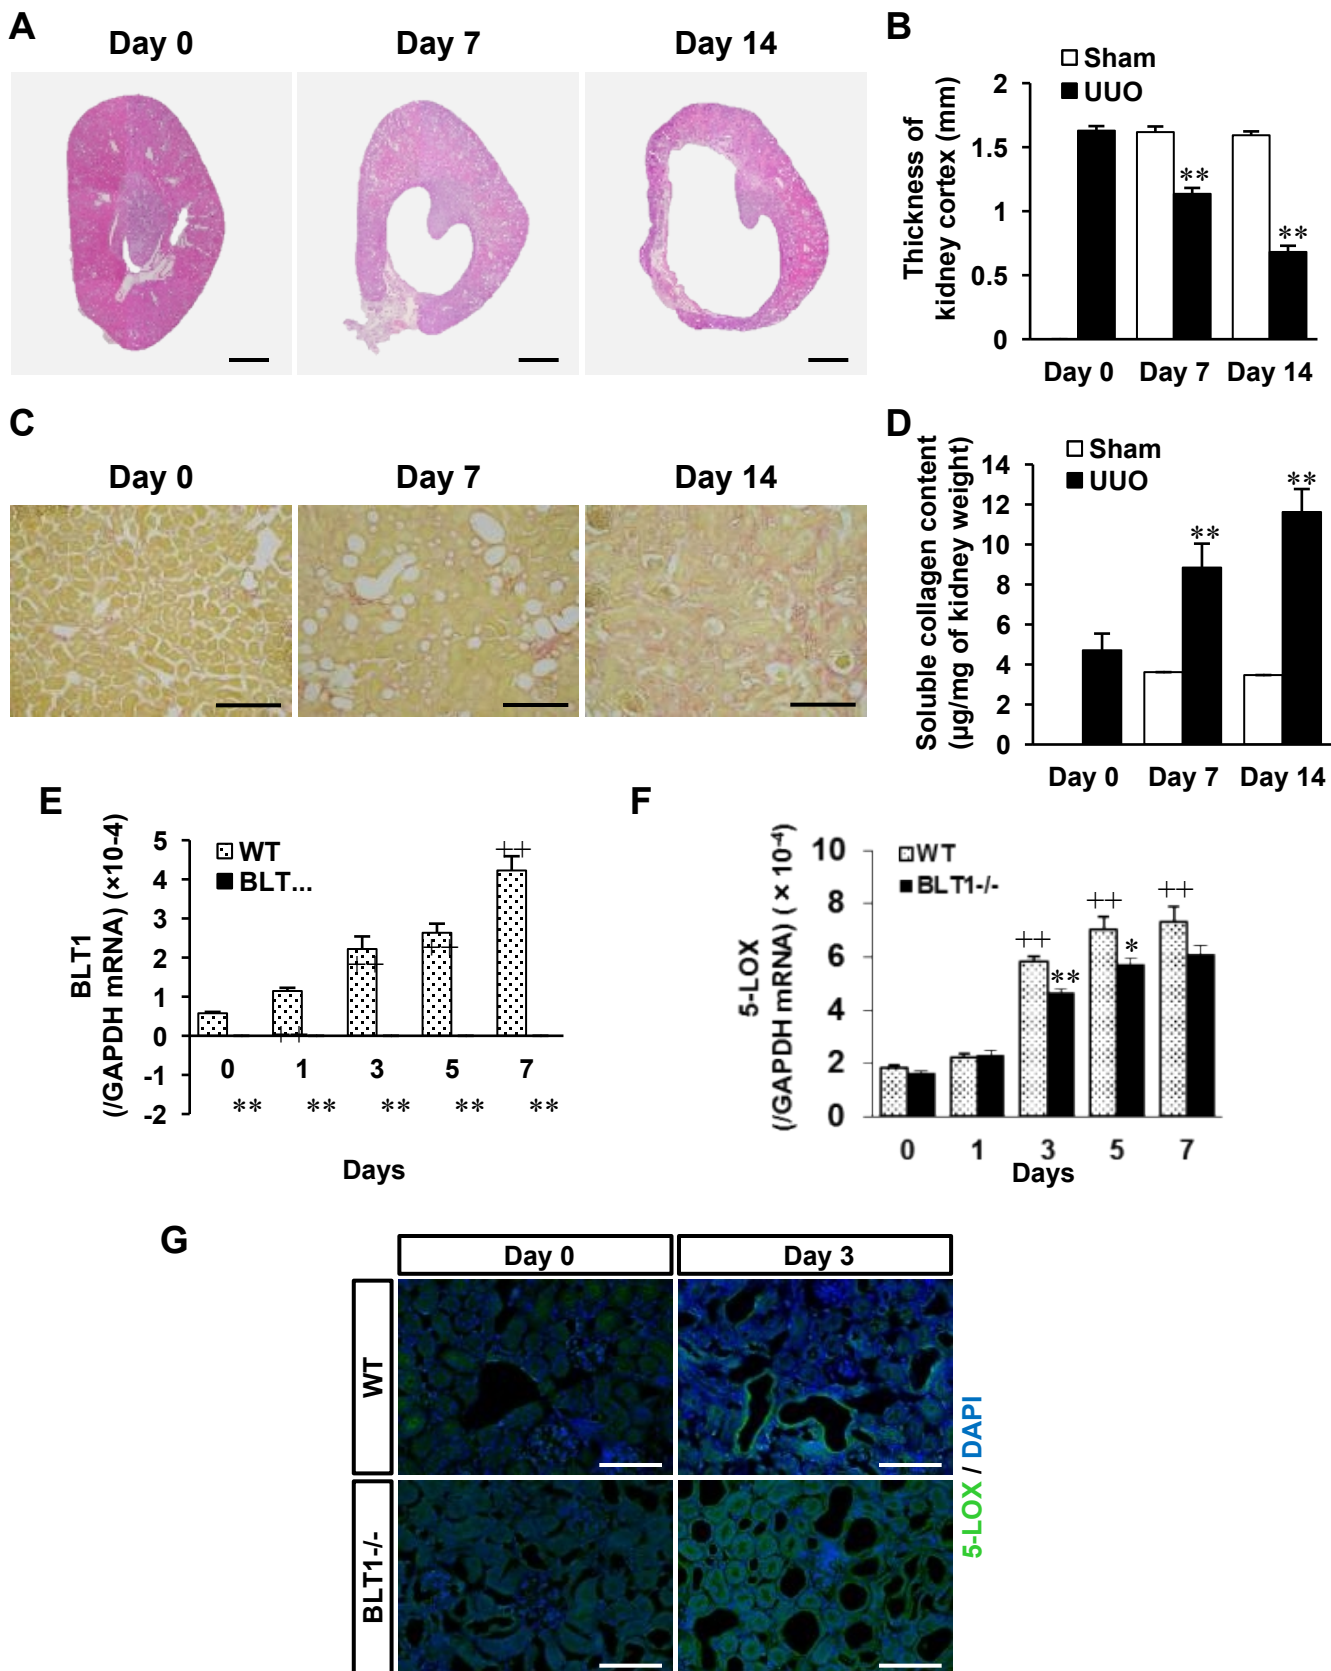 A
Day 0
Day 7
Day 14
B
Sham
UUO
Thickness of
kidney cortex (mm)
2
1.5
1
0.5
0
**
**
Day 0
Day 7
Day 14
C
Day 0
Day 7
Day 14
D
Sham
UUO
Soluble collagen content
(µg/mg of kidney weight)
14
12
10
8
6
4
2
0
**
**
Day 0
Day 7
Day 14
E
WT
BLT...
BLT1
(/GAPDH mRNA) (×10-4)
5
4
3
2
1
0
-1
-2
++
++
++
++
0
1
3
5
7
**
**
**
**
**
Days
F
WT
BLT1-/-
5-LOX
(/GAPDH mRNA) ( × 10-4)
10
8
6
4
2
0
++
**
++
*
++
0
1
3
5
7
Days
G
Day 0
Day 3
WT
BLT1-/-
5-LOX / DAPI